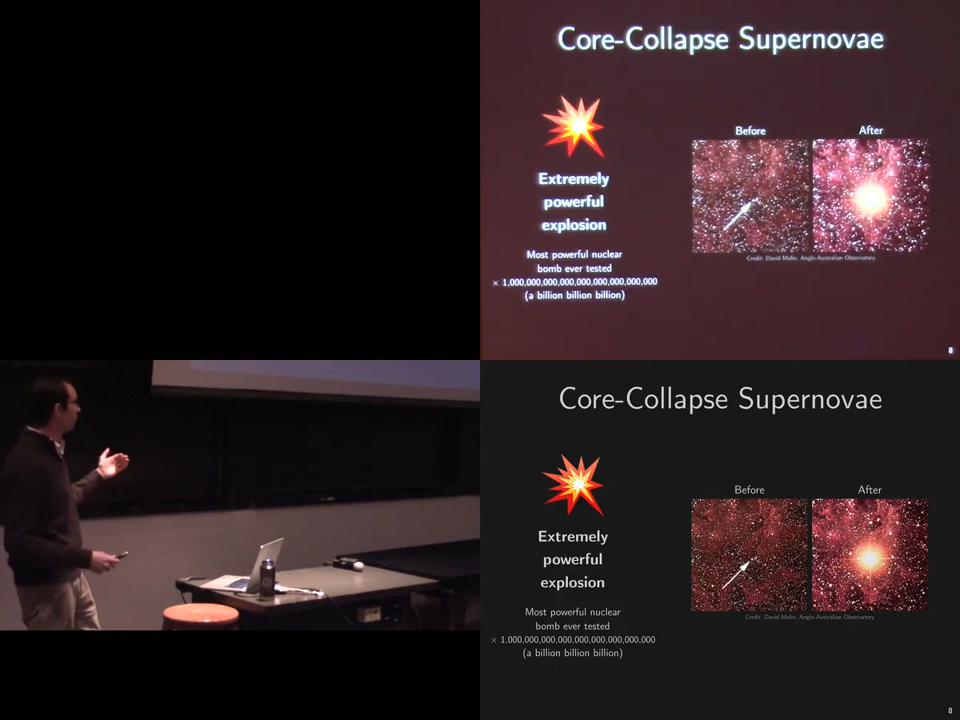 Core-Collapse Supernovae
Extremely
powerful
explosion
Most powerful nuclear
bomb ever tested
× 1,000,000,000,000,000,000,000,000,000
(a billion billion billion)
Before
After
Credit: David Malin, Anglo-Australian Observatory
8
Core-Collapse Supernovae
Extremely
powerful
explosion
Most powerful nuclear
bomb ever tested
× 1,000,000,000,000,000,000,000,000,000
(a billion billion billion)
Before
After
Credit: David Malin, Anglo-Australian Observatory
8